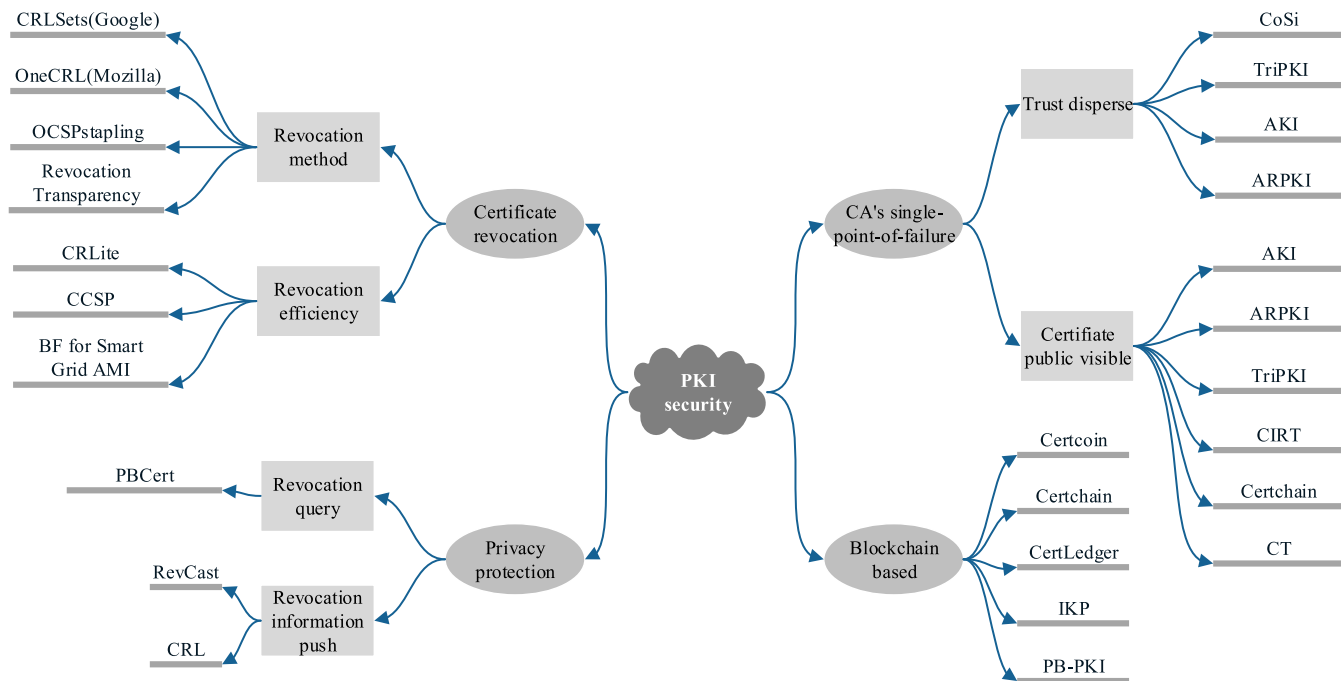 CRLSets(Google)
OneCRL(Mozilla)
OCSPstapling
Revocation
Transparency
Revocation
method
CRLite
CCSP
BF for Smart
Grid AMI
Revocation
efficiency
Certificate
revocation
PBCert
Revocation
query
RevCast
CRL
Revocation
information
push
Privacy
protection
PKI
security
CA's single-
point-of-failure
Trust disperse
CoSi
TriPKI
AKI
ARPKI
Certifiate
public visible
AKI
ARPKI
TriPKI
CIRT
Certchain
CT
Blockchain
based
Certcoin
Certchain
CertLedger
IKP
PB-PKI